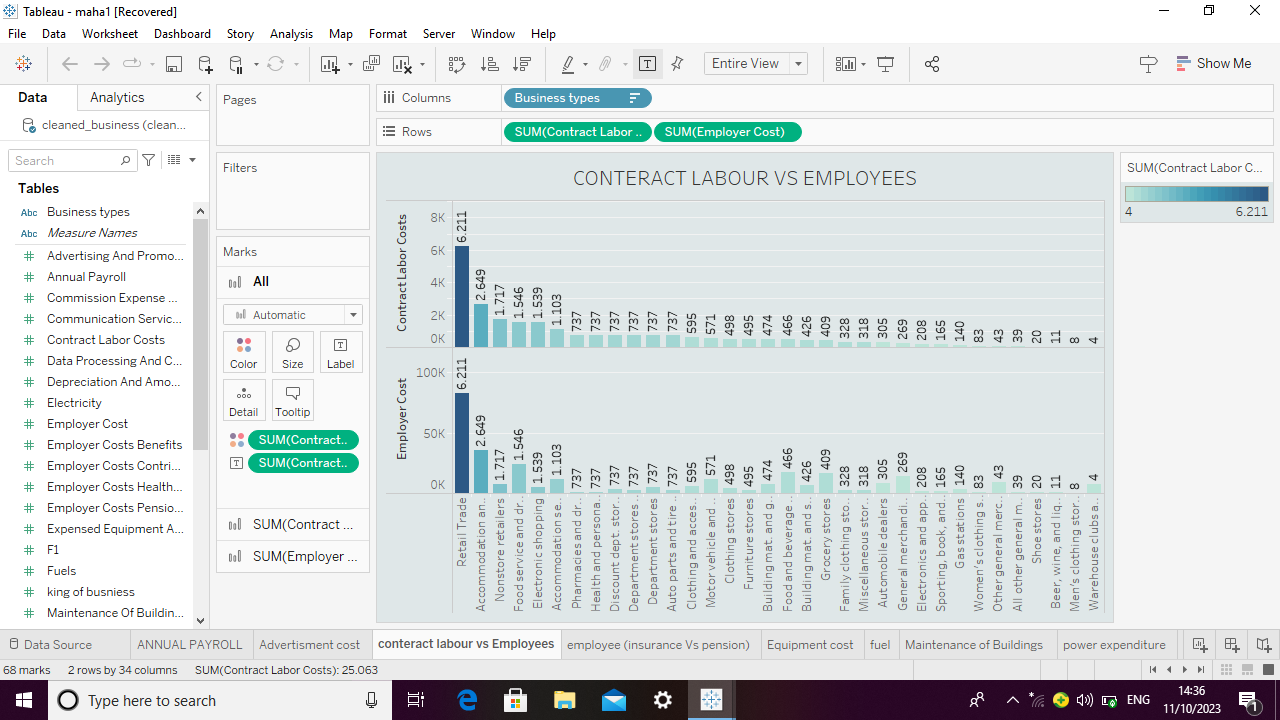 Tableau - maha1 [Recovered]
File Data Worksheet Dashboard Story Analysis Map Format Server Window Help
Entire View
Show Me
Data Analytics
cleaned_business (clean...
Search
Tables
Abc Business types
Abc Measure Names
Advertising And Promo...
Annual Payroll
Commission Expense ...
Communication Servic...
Contract Labor Costs
Data Processing And C...
Depreciation And Amo...
Electricity
Employer Cost
Employer Costs Benefits
Employer Costs Contri...
Employer Costs Health...
Employer Costs Pensio...
Expensed Equipment A...
F1
Fuels
king of busniess
Maintenance Of Buildin...
Pages
Filters
Marks
All
Automatic
Color Size Label
Detail Tooltip
SUM(Contract..
SUM(Contract..
SUM(Contract ...
SUM(Employer ...
Columns Business types
Rows SUM(Contract Labor .. SUM(Employer Cost)
CONTERACT LABOUR VS EMPLOYEES
Contract Labor Costs
8K
6K
4K
2K
0K
6.211 2.649 1.717 1.546 1.539 1.103 737 737 737 737 737 737 595 571 498 495 474 466 426 409 328 318 305 269 208 165 140 83 43 39 20 11 8 4
Employer Cost
100K
50K
0K
6.211 2.649 1.717 1.546 1.539 1.103 737 737 737 737 737 737 595 571 498 495 474 466 426 409 328 318 305 269 208 165 140 83 43 39 20 11 8 4
Retail Trade
Accommodation an..
Nonstore retailers
Food service and dr..
Electronic shopping
Accommodation se..
Pharmacies and dr..
Health and persona..
Discount dept. stor..
Department stores..
Department stores
Auto parts and tire ..
Clothing and acces..
Motor vehicle and ..
Clothing stores
Furniture stores
Building mat. and g..
Food and beverage ..
Building mat. and s..
Grocery stores
Family clothing sto..
Miscellaneous stor..
Automobile dealers
General merchandi..
Electronics and app..
Sporting, book, and..
Gas stations
Women's clothing s..
Other general merc..
All other general m..
Shoe stores
Beer, wine, and liq..
Men's clothing stor..
Warehouse clubs a..
SUM(Contract Labor C...
4 6.211
Data Source ANNUAL PAYROLL Advertisment cost conteract labour vs Employees employee (insurance Vs pension) Equipment cost fuel Maintenance of Buildings power expenditure
68 marks 2 rows by 34 columns SUM(Contract Labor Costs): 25.063
Type here to search
ENG
14:36
11/10/2023
1